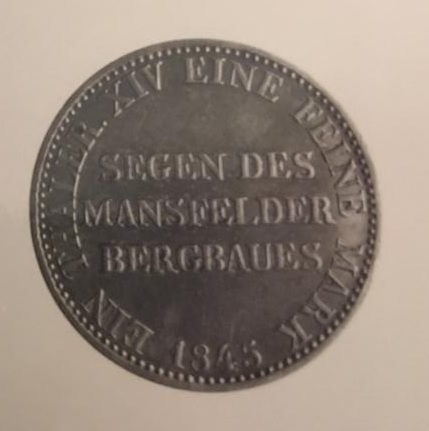 EIN THALER. XIV EINE FEINE MARK
SEGEN DES
MANSFELDER
BERGBAUES
1845